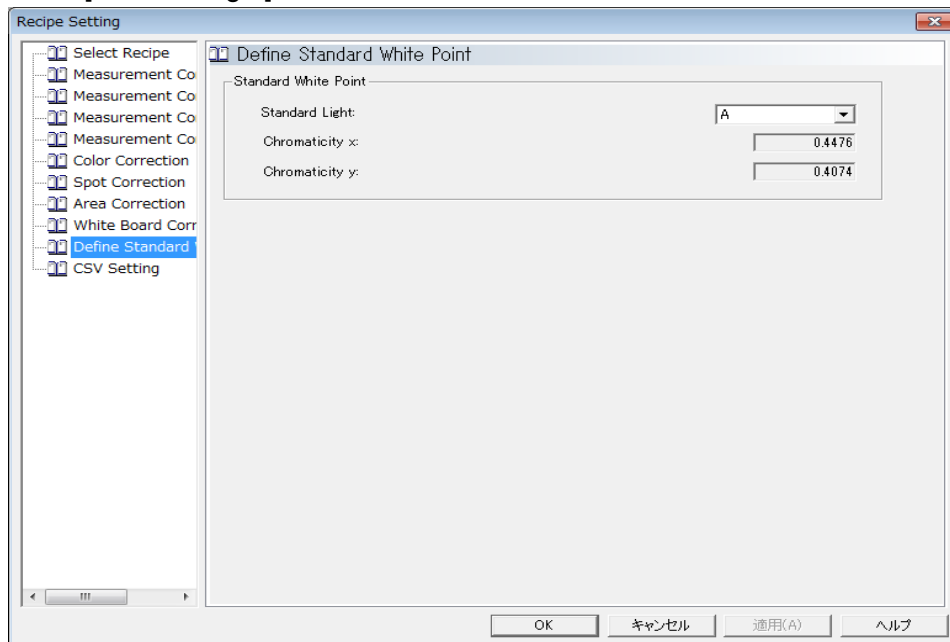 Recipe Setting
Select Recipe
Measurement Co
Measurement Co
Measurement Co
Measurement Co
Color Correction
Spot Correction
Area Correction
White Board Corr
Define Standard
CSV Setting
Define Standard White Point
Standard White Point
Standard Light: A
Chromaticity x: 0.4476
Chromaticity y: 0.4074
OK キャンセル 適用(A) ヘルプ